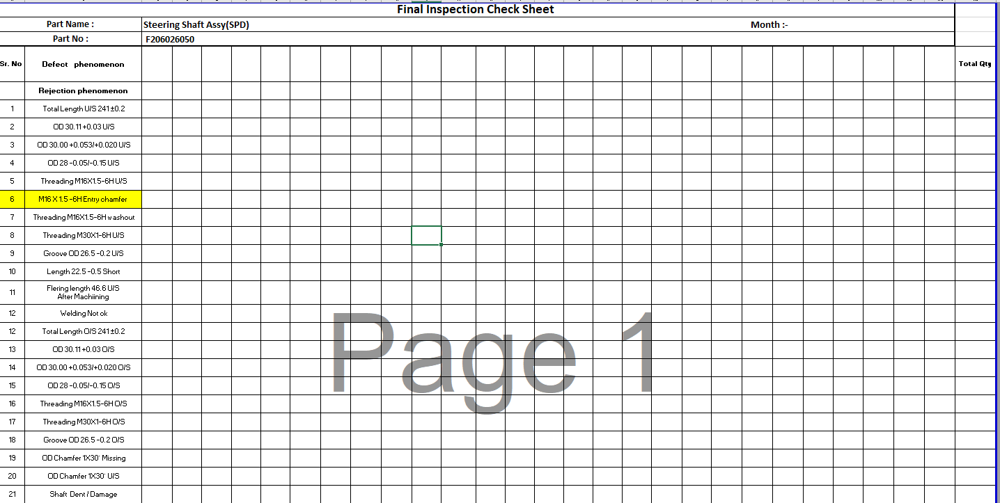 Final Inspection Check Sheet
Part Name : Steering Shaft Assy(SPD) Month :-
Part No : F206026050
Sr. No Defect phenomenon Total Qty
Rejection phenomenon
1 Total Length U/S 241±0.2
2 OD 30.11 +0.03 U/S
3 OD 30.00 +0.053/+0.020 U/S
4 OD 28 -0.05/-0.15 U/S
5 Threading M16X1.5-6H U/S
6 M16 X 1.5 -6H Entry chamfer
7 Threading M16X1.5-6H washout
8 Threading M30X1-6H U/S
9 Groove OD 26.5 -0.2 U/S
10 Length 22.5 -0.5 Short
11 Flering length 46.6 U/S
After Machiining
12 Welding Not ok
12 Total Length O/S 241±0.2
13 OD 30.11 +0.03 O/S
14 OD 30.00 +0.053/+0.020 O/S
15 OD 28 -0.05/-0.15 O/S
16 Threading M16X1.5-6H O/S
17 Threading M30X1-6H O/S
18 Groove OD 26.5 -0.2 O/S
19 OD Chamfer 1X30° Missing
20 OD Chamfer 1X30° U/S
21 Shaft Dent / Damage
Page 1